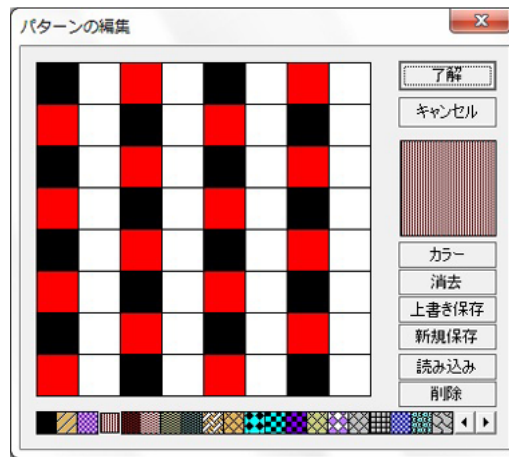 パターンの編集
了解
キャンセル
カラー
消去
上書き保存
新規保存
読み込み
削除